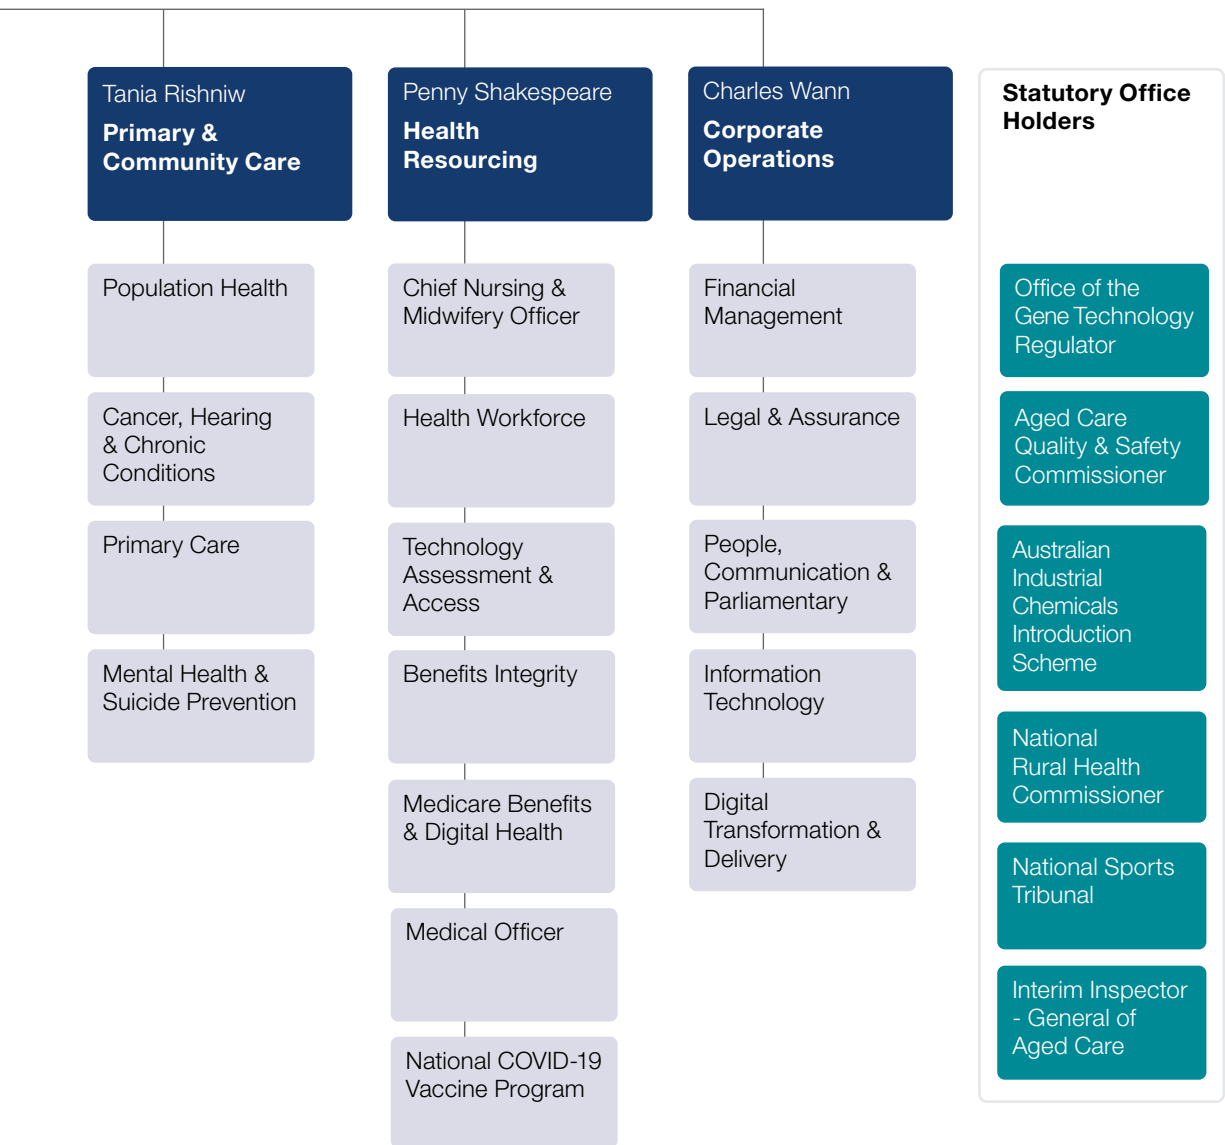 Tania Rishniw
Primary &
Community Care
Population Health
Cancer, Hearing
& Chronic
Conditions
Primary Care
Mental Health &
Suicide Prevention
Penny Shakespeare
Health
Resourcing
Chief Nursing &
Midwifery Officer
Health Workforce
Technology
Assessment &
Access
Benefits Integrity
Medicare Benefits
& Digital Health
Medical Officer
National COVID-19
Vaccine Program
Charles Wann
Corporate
Operations
Financial
Management
Legal & Assurance
People,
Communication &
Parliamentary
Information
Technology
Digital
Transformation &
Delivery
Statutory Office
Holders
Office of the
Gene Technology
Regulator
Aged Care
Quality & Safety
Commissioner
Australian
Industrial
Chemicals
Introduction
Scheme
National
Rural Health
Commissioner
National Sports
Tribunal
Interim Inspector
- General of
Aged Care